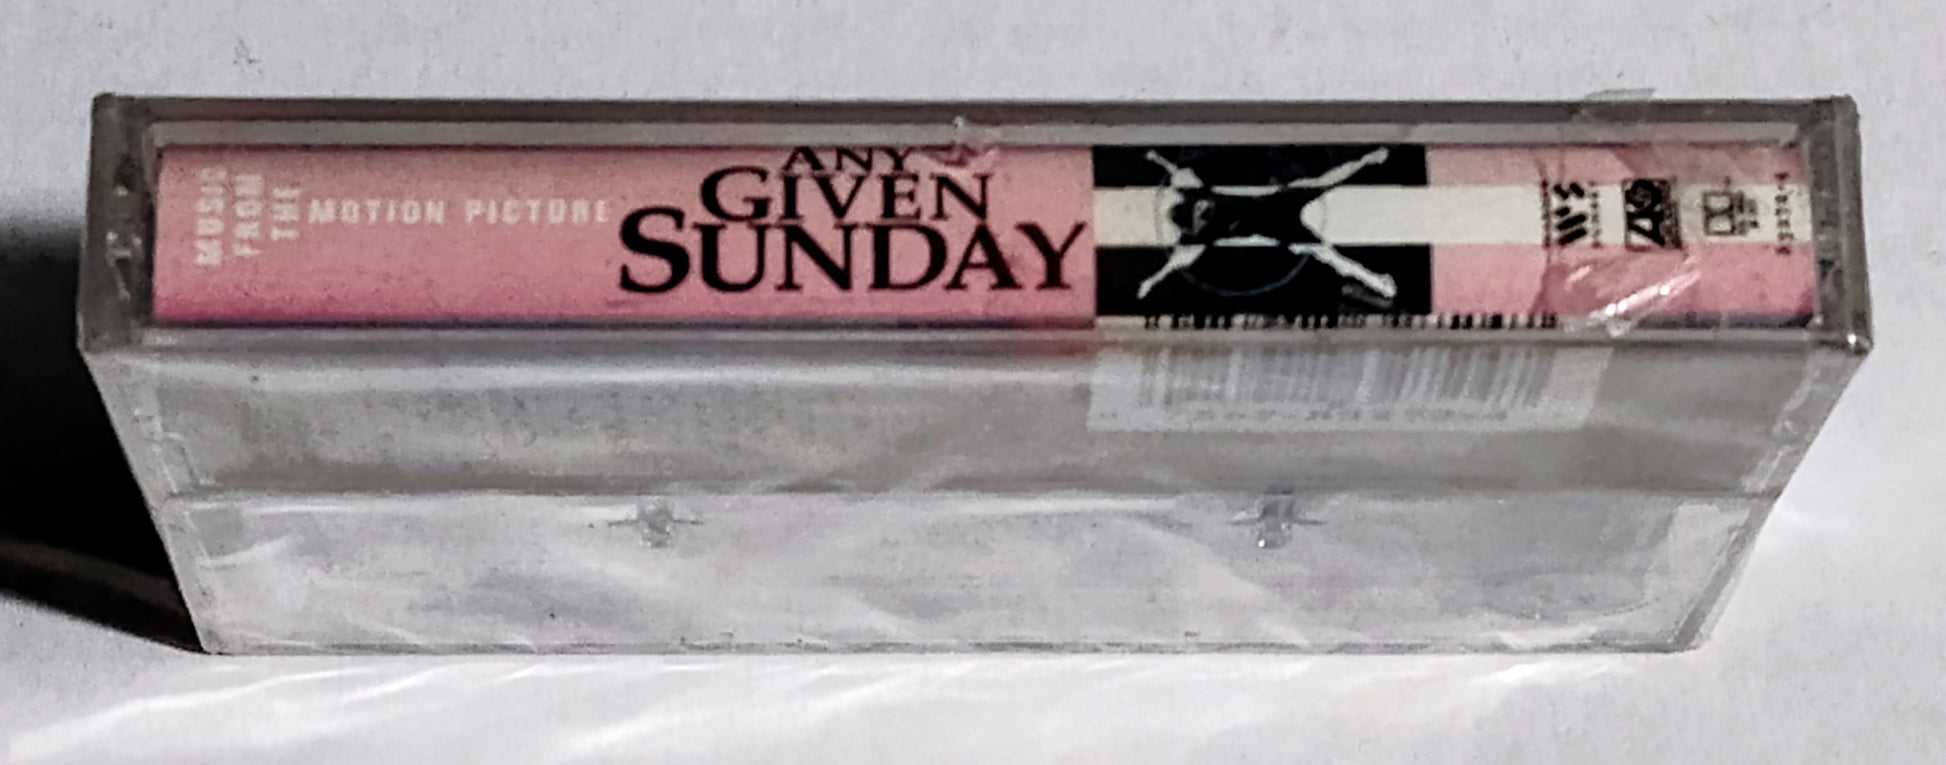 MUSIC
FROM
THE
MOTION PICTURE
ANY
GIVEN
SUNDAY